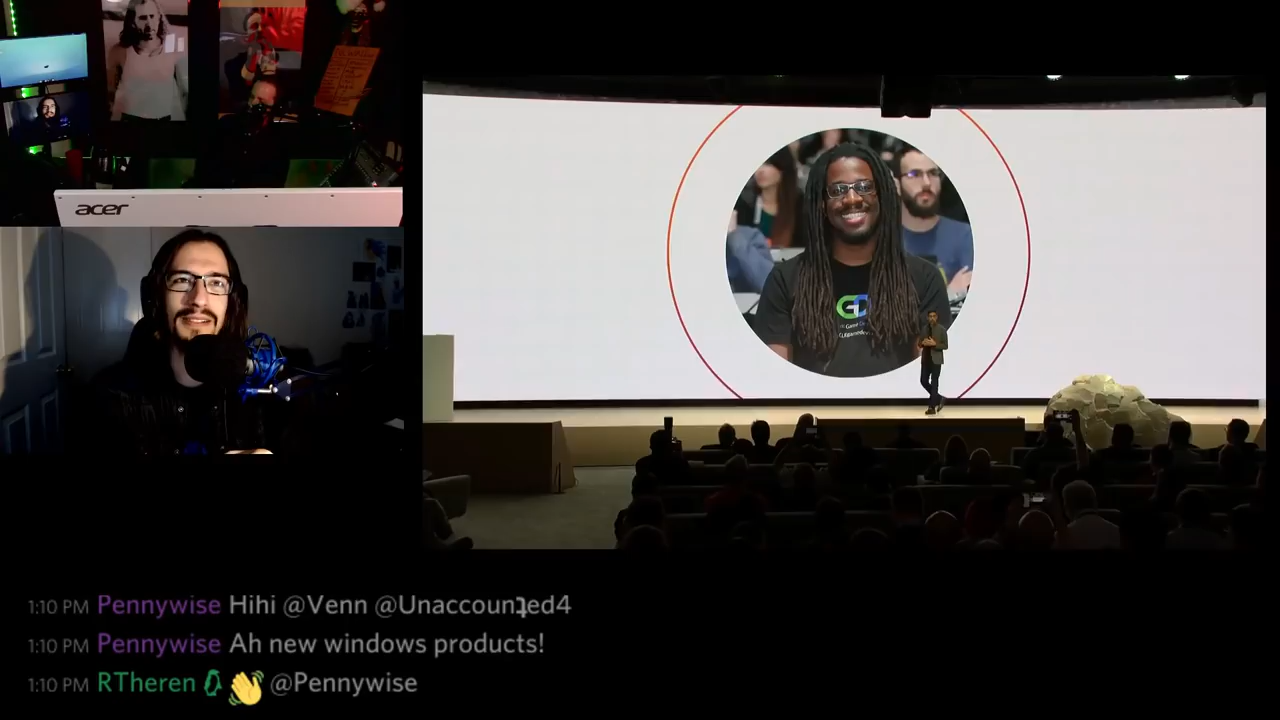 acer
GC
1:10 PM Pennywise Hihi @Venn @Unaccounted4
1:10 PM Pennywise Ah new windows products!
1:10 PM RTheren 👋 @Pennywise